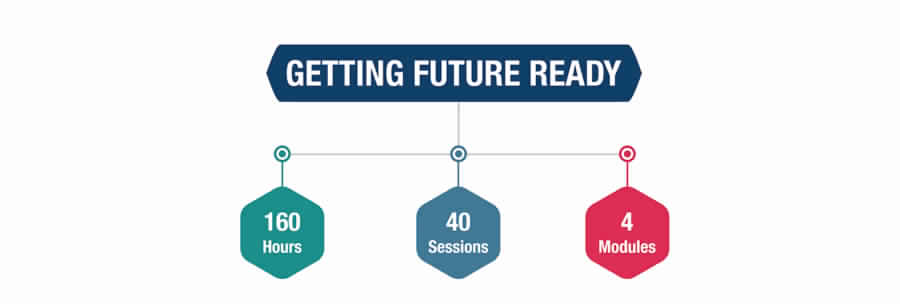 GETTING FUTURE READY
160
Hours
40
Sessions
4
Modules